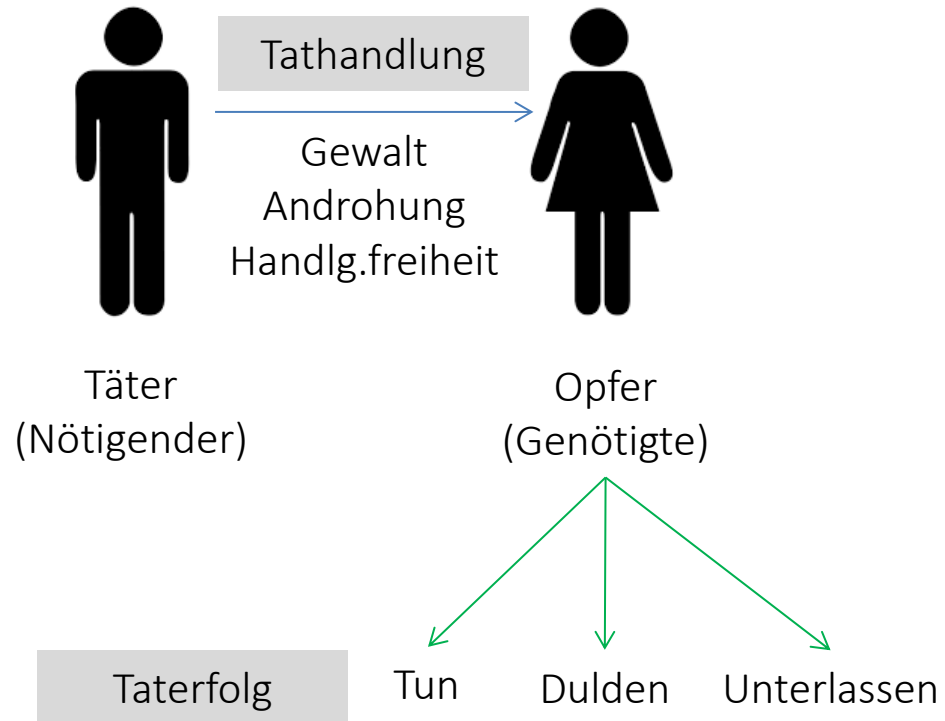 Tathandlung
Gewalt
Androhung
Handlg.freiheit
Täter
(Nötigender)
Opfer
(Genötigte)
Taterfolg
Tun
Dulden
Unterlassen